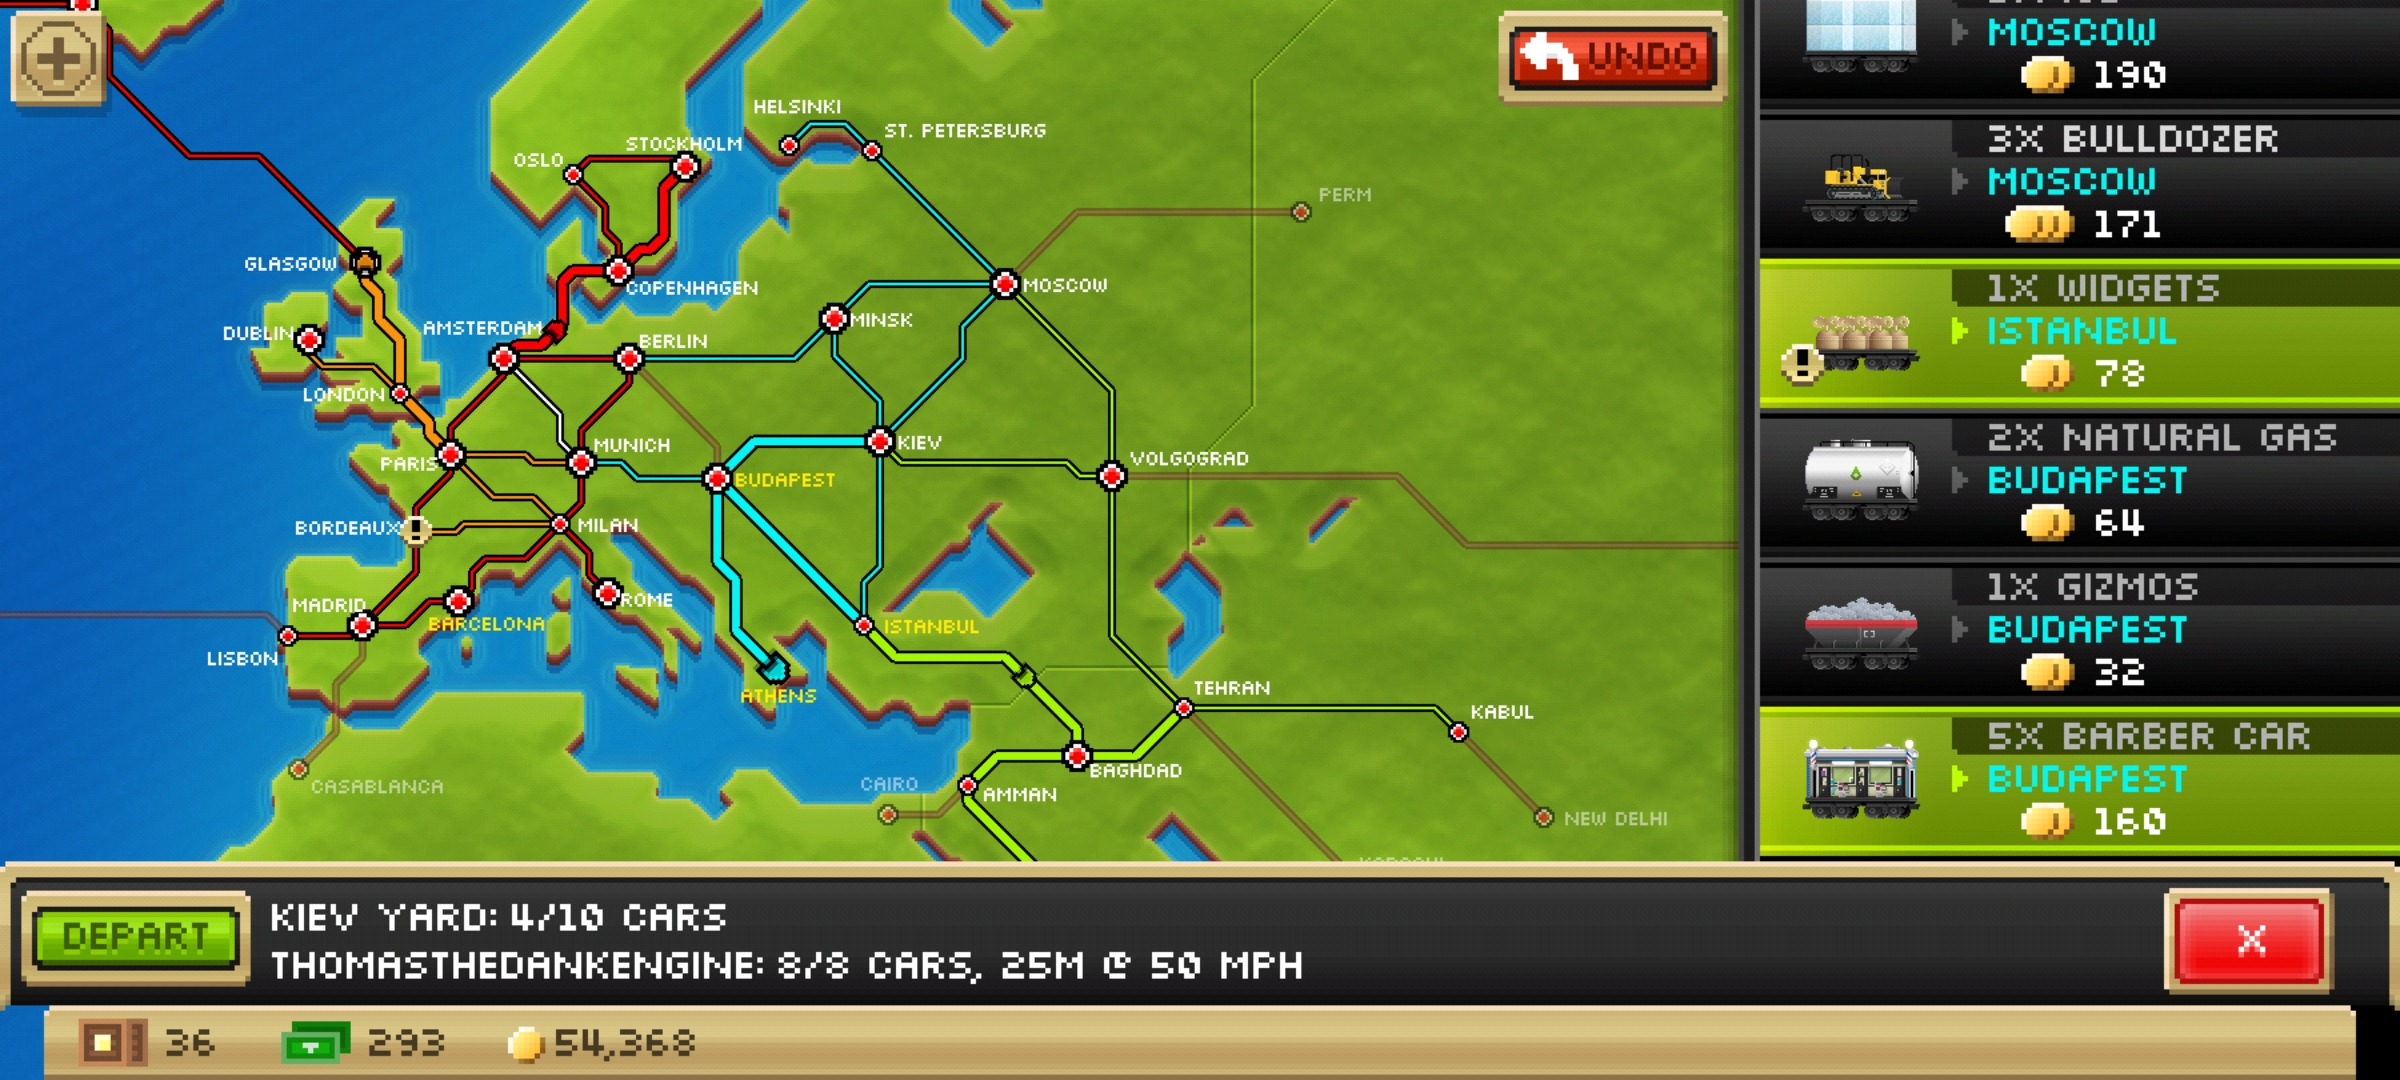 UNDO
HELSINKI
ST. PETERSBURG
STOCKHOLM
OSLO
PERM
GLASGOW
COPENHAGEN
MOSCOW
DUBLIN
AMSTERDAM
BERLIN
MINSK
LONDON
PARIS
MUNICH
KIEV
VOLGOGRAD
BUDAPEST
BORDEAUX
MILAN
MADRID
ROME
BARCELONA
ISTANBUL
LISBON
ATHENS
TEHRAN
KABUL
CASABLANCA
CAIRO
AMMAN
BAGHDAD
NEW DELHI
MOSCOW
190
3X BULLDOZER
MOSCOW
171
1X WIDGETS
ISTANBUL
78
2X NATURAL GAS
BUDAPEST
64
1X GIZMOS
BUDAPEST
32
5X BARBER CAR
BUDAPEST
160
DEPART
KIEV YARD: 4/10 CARS
THOMASTHEDANKENGINE: 8/8 CARS, 25M @ 50 MPH
X
36
293
54,368